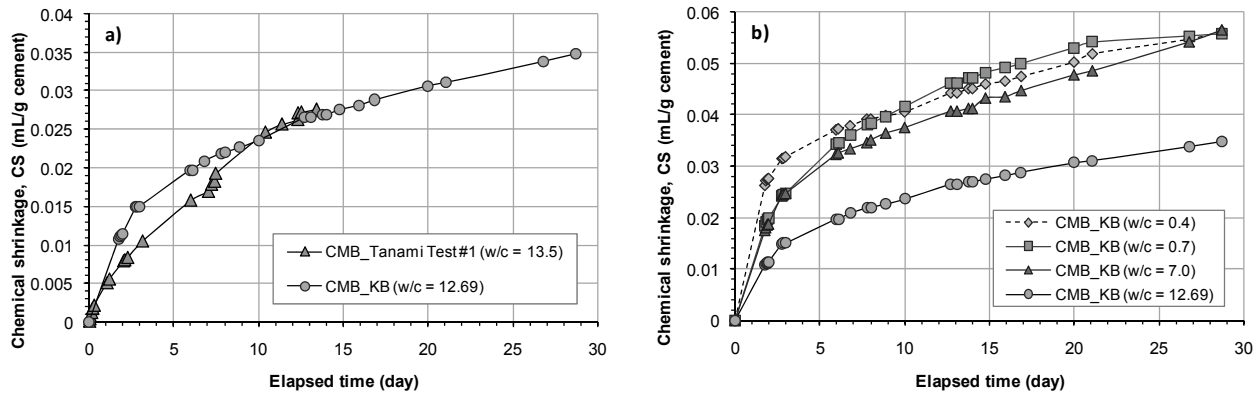 a)
Chemical shrinkage, CS (mL/g cement)
0.04
0.035
0.03
0.025
0.02
0.015
0.01
0.005
0
0 5 10 15 20 25 30
Elapsed time (day)
CMB_Tanami Test#1 (w/c = 13.5)
CMB_KB (w/c = 12.69)
b)
Chemical shrinkage, CS (mL/g cement)
0.06
0.05
0.04
0.03
0.02
0.01
0
0 5 10 15 20 25 30
Elapsed time (day)
CMB_KB (w/c = 0.4)
CMB_KB (w/c = 0.7)
CMB_KB (w/c = 7.0)
CMB_KB (w/c = 12.69)